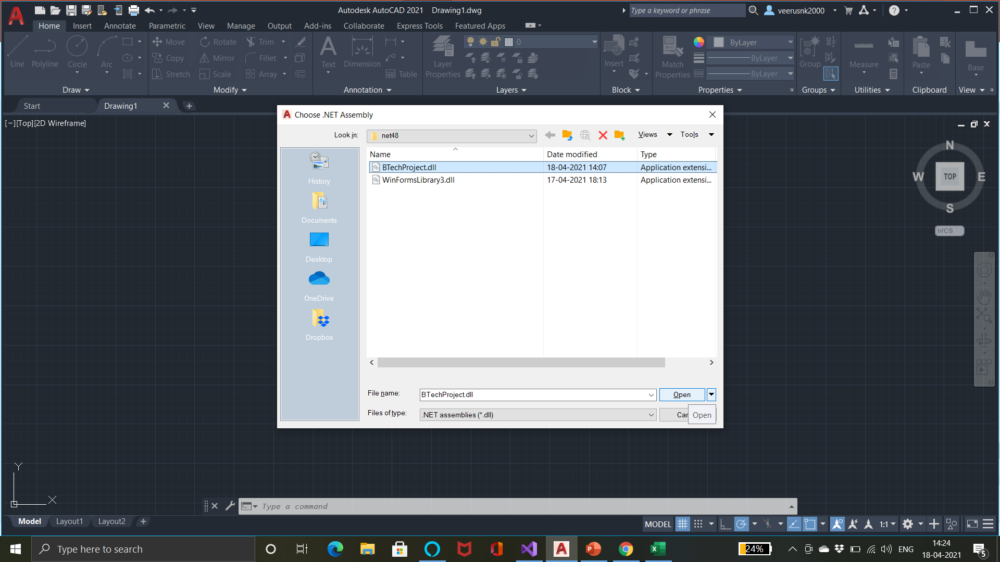 Autodesk AutoCAD 2021 Drawing1.dwg
Type a keyword or phrase
veerusnk2000
Home Insert Annotate Parametric View Manage Output Add-ins Collaborate Express Tools Featured Apps
Line
Polyline
Circle
Arc
Move
Copy
Stretch
Rotate
Mirror
Scale
Trim
Fillet
Array
Text
Dimension
Table
Layer
Properties
0
Insert
Match
Properties
ByLayer
ByLayer
ByLayer
Group
Measure
Paste
Base
Draw Modify Annotation Layers Block Properties Groups Utilities Clipboard View
Start Drawing1
[−][Top][2D Wireframe]
Choose .NET Assembly
Look in: net48
Views Tools
Name Date modified Type
BTechProject.dll 18-04-2021 14:07 Application extensi...
WinFormsLibrary3.dll 17-04-2021 18:13 Application extensi...
History
Documents
Desktop
OneDrive
Dropbox
File name: BTechProject.dll Open
Files of type: .NET assemblies (*.dll) Can
Open
N
W TOP E
S
WCS
Y
X
Type a command
Model Layout1 Layout2
MODEL 1:1
Type here to search
24%
ENG
14:24
18-04-2021
5